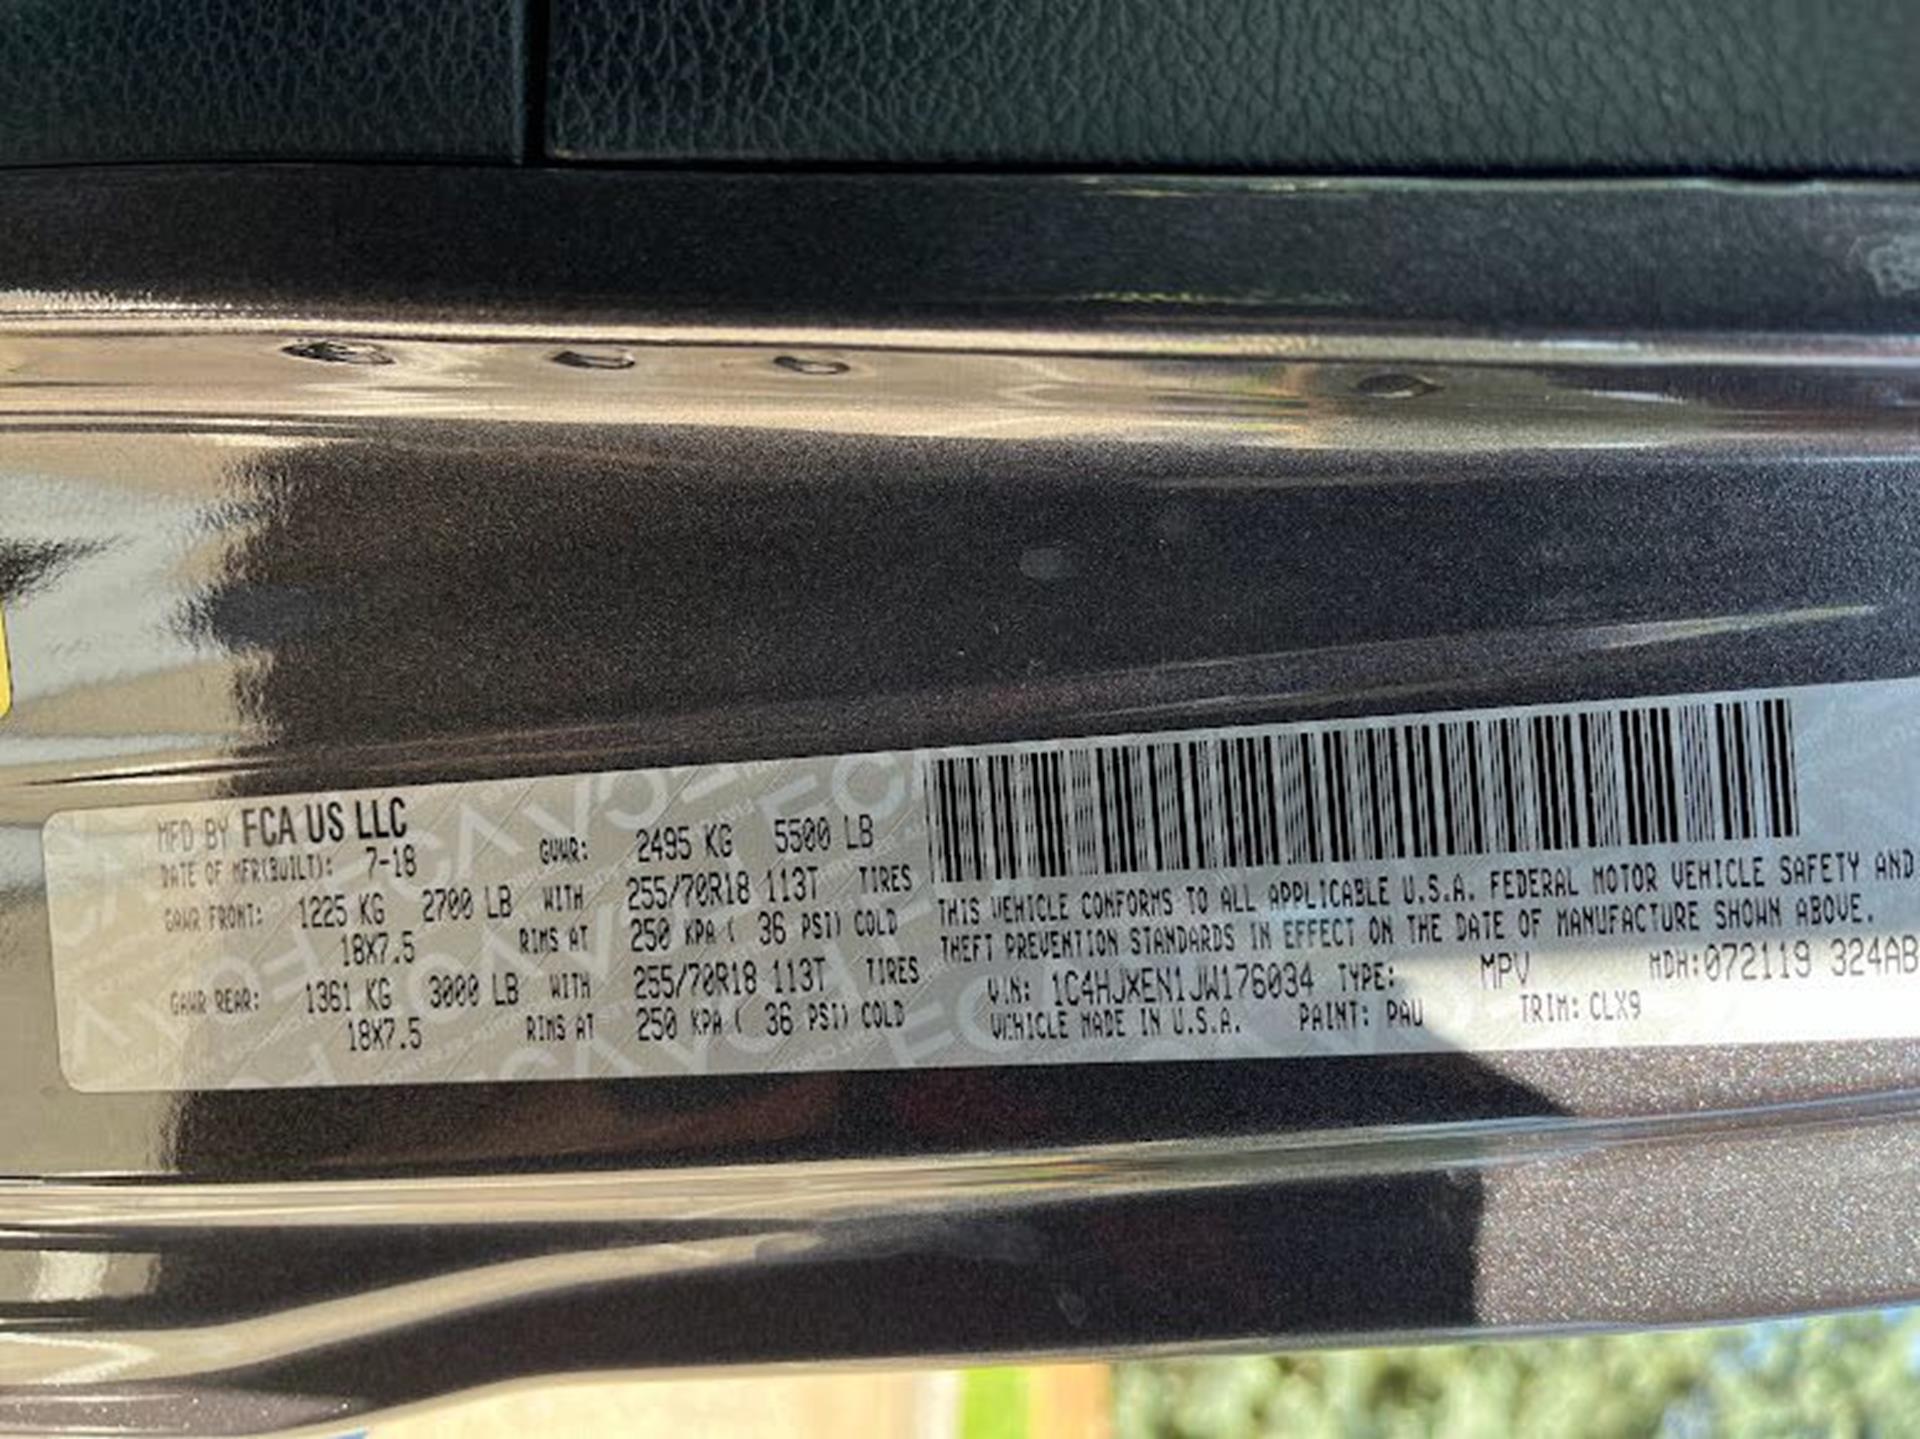 MFD BY FCA US LLC
DATE OF MFR(BUILT): 7-18 GVWR: 2495 KG 5500 LB
GAWR FRONT: 1225 KG 2700 LB WITH 255/70R18 113T TIRES
18X7.5 RIMS AT 250 KPA ( 36 PSI) COLD
GAWR REAR: 1361 KG 3000 LB WITH 255/70R18 113T TIRES
18X7.5 RIMS AT 250 KPA ( 36 PSI) COLD
THIS VEHICLE CONFORMS TO ALL APPLICABLE U.S.A. FEDERAL MOTOR VEHICLE SAFETY AND
THEFT PREVENTION STANDARDS IN EFFECT ON THE DATE OF MANUFACTURE SHOWN ABOVE.
VIN: 1C4HJXEN1JW176034 TYPE: MPV MDH:072119 324AB
VEHICLE MADE IN U.S.A. PAINT: PAU TRIM: CLX9